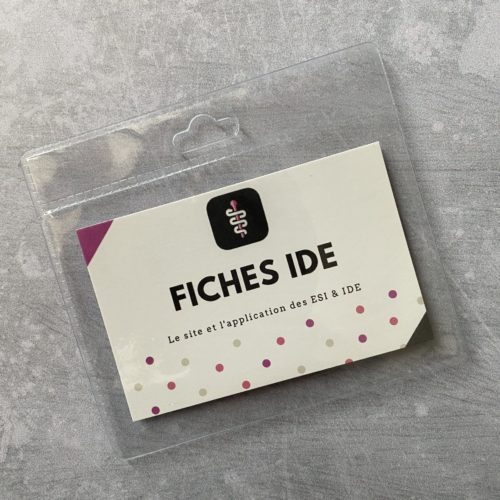 FICHES IDE
Le site et l'application des ESI & IDE